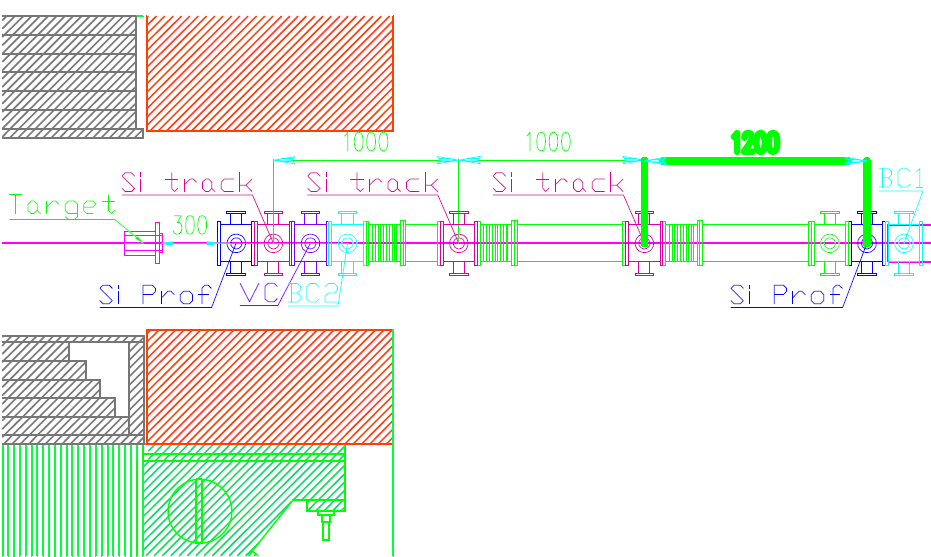 1000
1000
1200
Si track
Si track
Si track
BC1
Target
300
Si Prof
VC
BC2
Si Prof